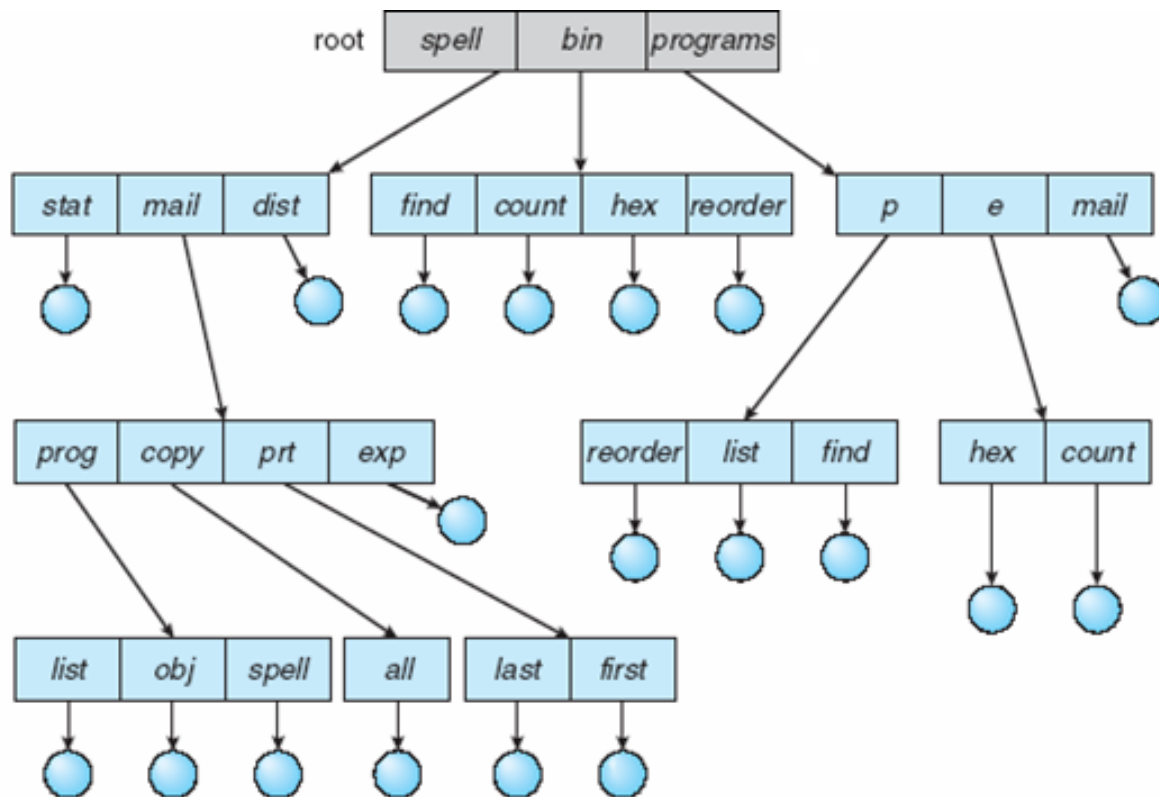 root spell bin programs
stat mail dist find count hex reorder p e mail
prog copy prt exp reorder list find hex count
list obj spell all last first